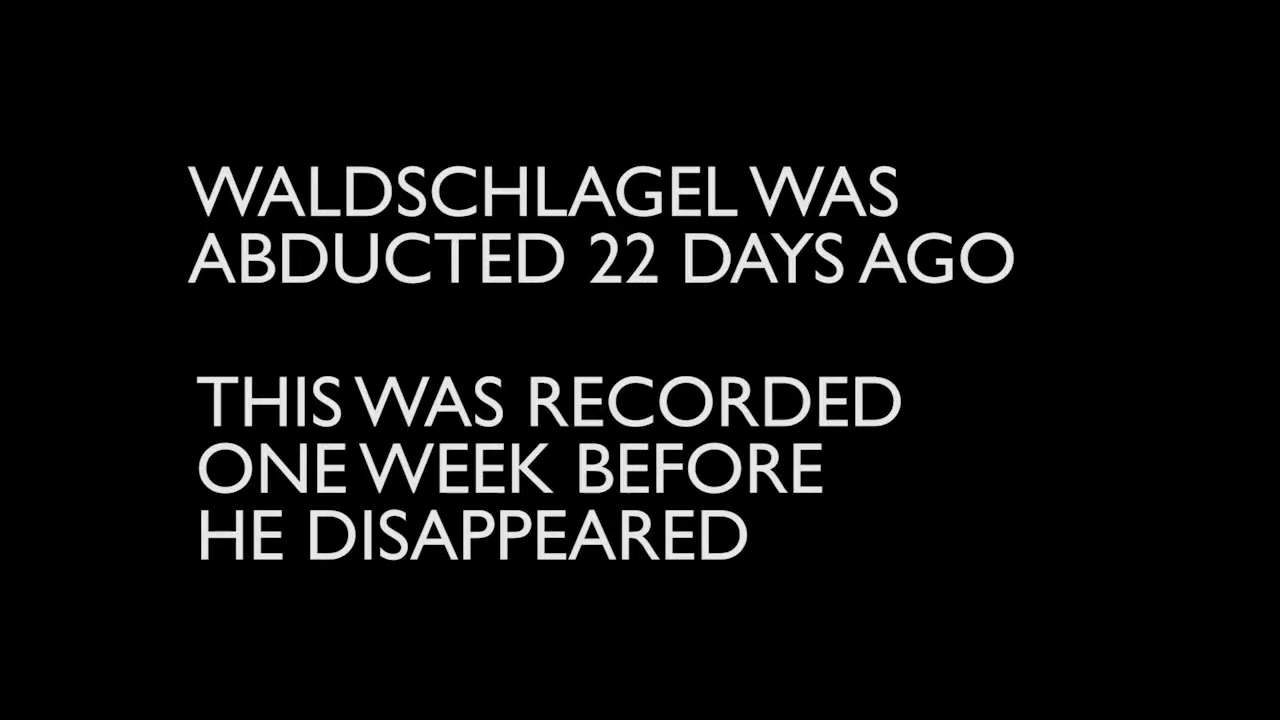 WALDSCHLAGEL WAS
ABDUCTED 22 DAYS AGO
THIS WAS RECORDED
ONE WEEK BEFORE
HE DISAPPEARED